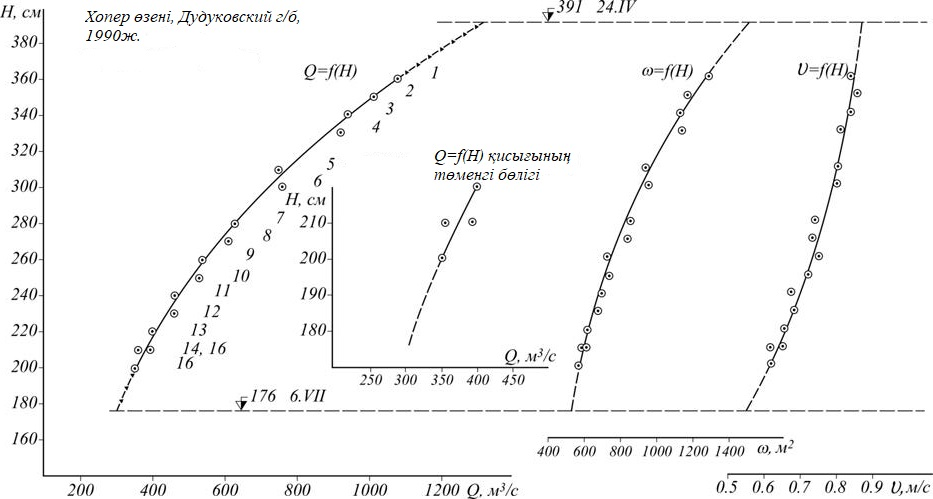 H, см
Хопер өзені, Дудуковский г/б,
1990ж.
391 24.IV
380
Q=f(H)
ω=f(H)
υ=f(H)
1
360
2
3
340
4
320
5
Q=f(H) қисығының
төменгі бөлігі
6
300
H, см
7
280
8
210
9
260
200
10
240
11
190
12
220
13
180
14, 16
200
16
Q, м³/с
250 300 350 400 450
180
176 6.VII
160
400 600 800 1000 1200 1400
ω, м²
200 400 600 800 1000 1200 Q, м³/с
0.5 0.6 0.7 0.8 0.9 υ, м/с